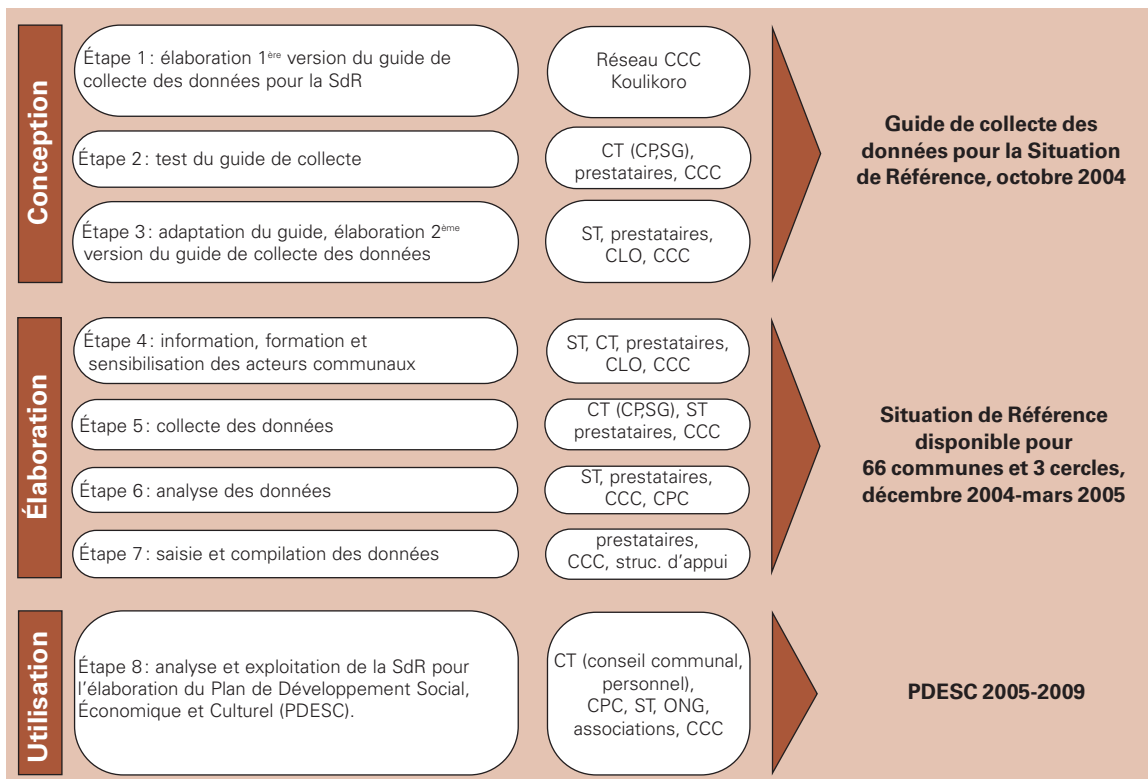 Conception
Étape 1 : élaboration 1ère version du guide de
collecte des données pour la SdR
Réseau CCC
Koulikoro
Étape 2 : test du guide de collecte
CT (CP,SG),
prestataires, CCC
Étape 3 : adaptation du guide, élaboration 2ème
version du guide de collecte des données
ST, prestataires,
CLO, CCC
Guide de collecte des
données pour la Situation
de Référence, octobre 2004
Élaboration
Étape 4 : information, formation et
sensibilisation des acteurs communaux
ST, CT, prestataires,
CLO, CCC
Étape 5 : collecte des données
CT (CP,SG), ST
prestataires, CCC
Étape 6 : analyse des données
ST, prestataires,
CCC, CPC
Étape 7 : saisie et compilation des données
prestataires,
CCC, struc. d'appui
Situation de Référence
disponible pour
66 communes et 3 cercles,
décembre 2004-mars 2005
Utilisation
Étape 8 : analyse et exploitation de la SdR pour
l'élaboration du Plan de Développement Social,
Économique et Culturel (PDESC).
CT (conseil communal,
personnel),
CPC, ST, ONG,
associations, CCC
PDESC 2005-2009